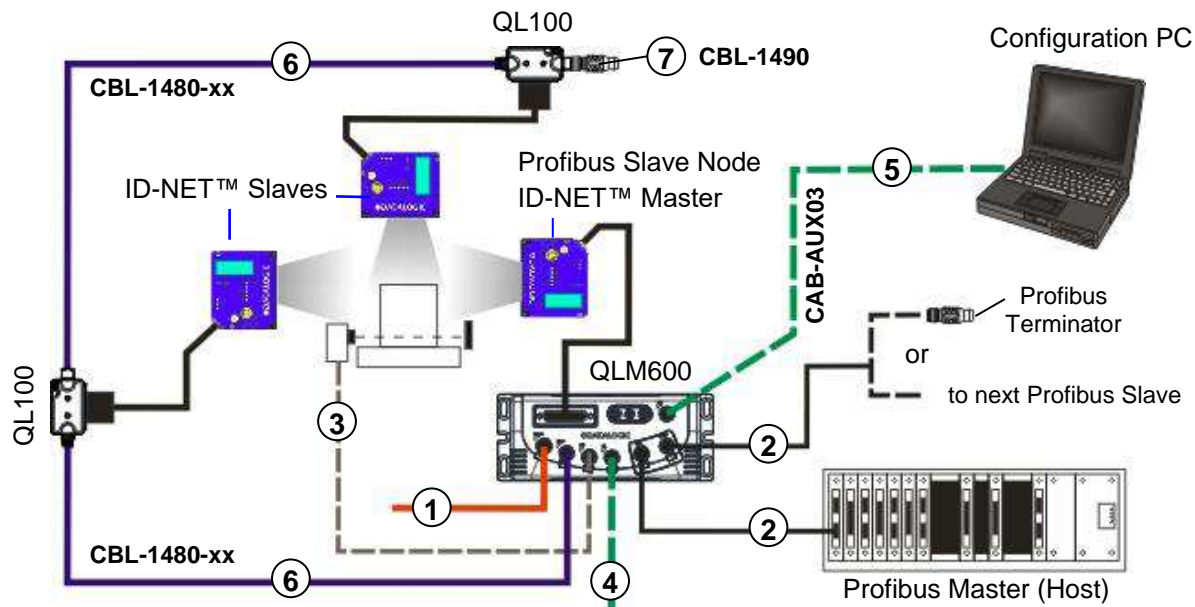 QL100
Configuration PC
6
7
CBL-1490
CBL-1480-xx
Profibus Slave Node
ID-NET™ Master
5
ID-NET™ Slaves
CAB-AUX03
Profibus
Terminator
or
QLM600
to next Profibus Slave
QL100
3
2
1
2
CBL-1480-xx
6
4
Profibus Master (Host)